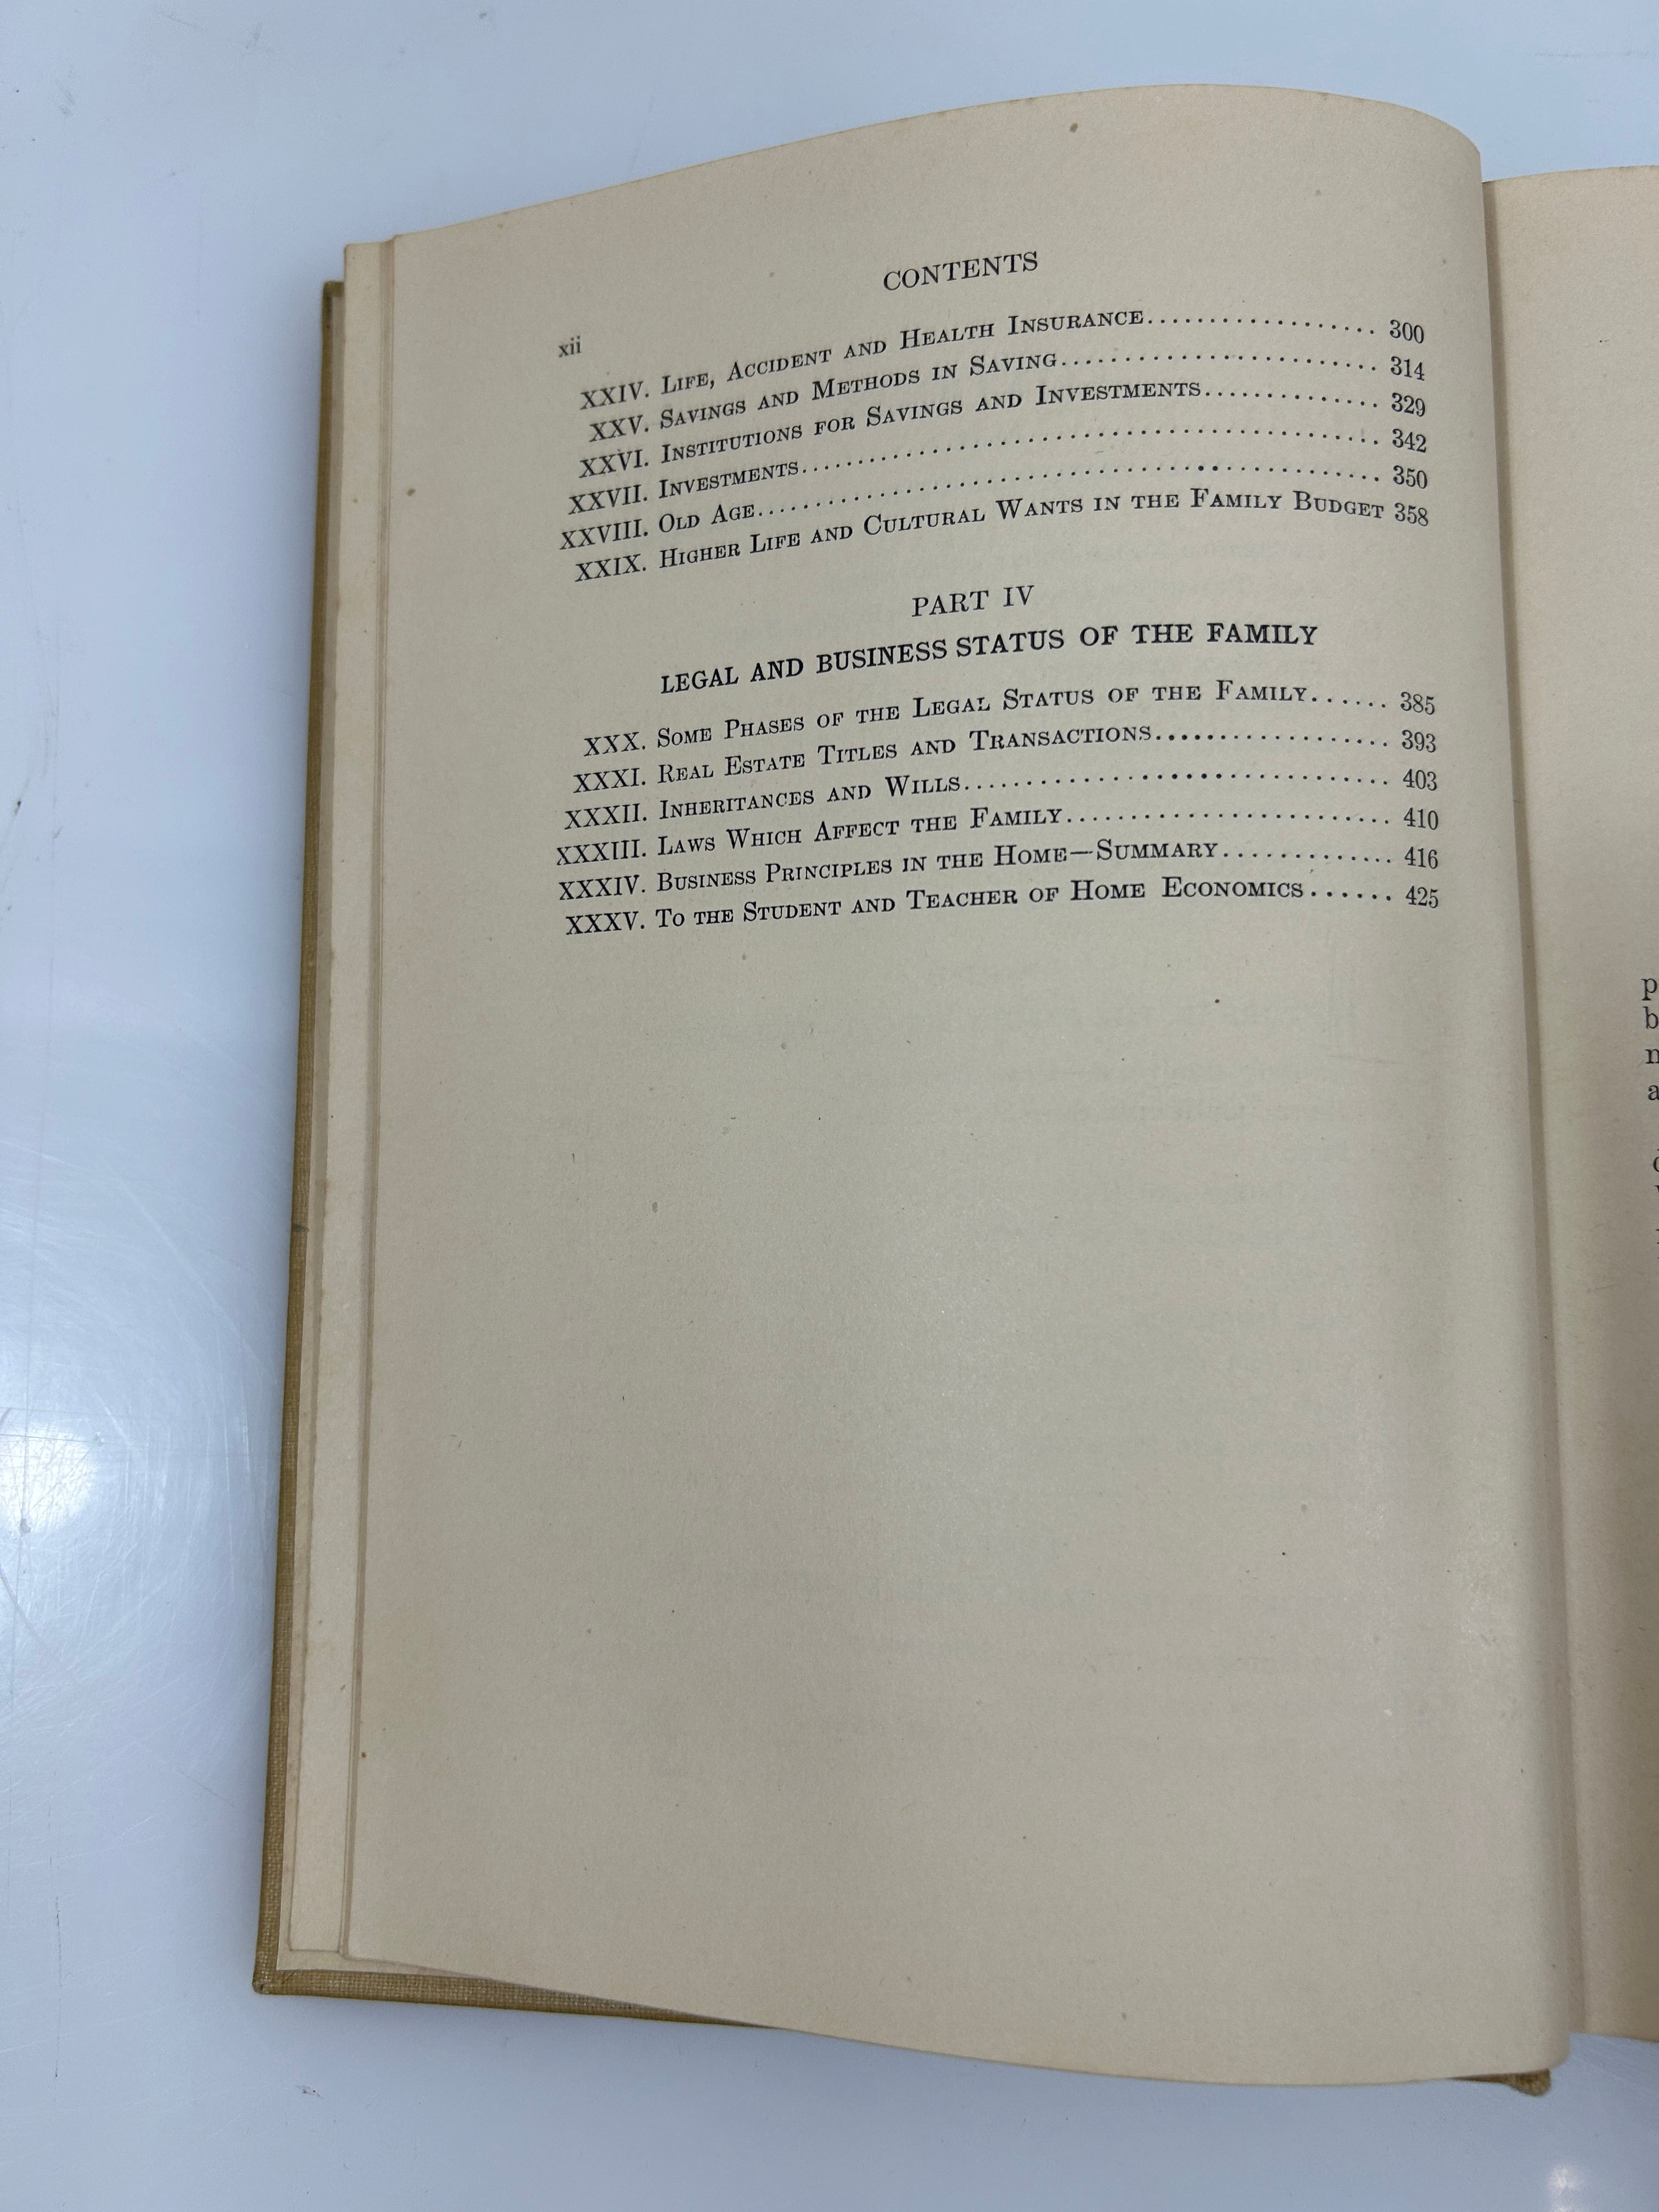 CONTENTS
xii
XXIV. Life, Accident and Health Insurance.................. 300
XXV. Savings and Methods in Saving......................... 314
XXVI. Institutions for Savings and Investments.............. 329
XXVII. Investments............................................. 342
XXVIII. Old Age................................................. 350
XXIX. Higher Life and Cultural Wants in the Family Budget 358
PART IV
LEGAL AND BUSINESS STATUS OF THE FAMILY
XXX. Some Phases of the Legal Status of the Family...... 385
XXXI. Real Estate Titles and Transactions................... 393
XXXII. Inheritances and Wills.................................. 403
XXXIII. Laws Which Affect the Family.......................... 410
XXXIV. Business Principles in the Home—Summary............. 416
XXXV. To the Student and Teacher of Home Economics...... 425
p
b
a